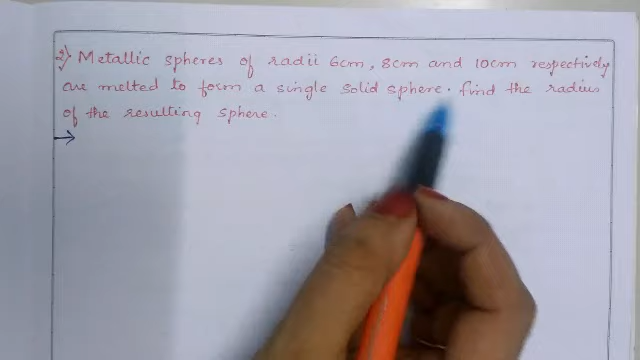 2) Metallic spheres of radii 6cm, 8cm and 10cm respectively
are melted to form a single solid sphere. find the radius
of the resulting sphere.